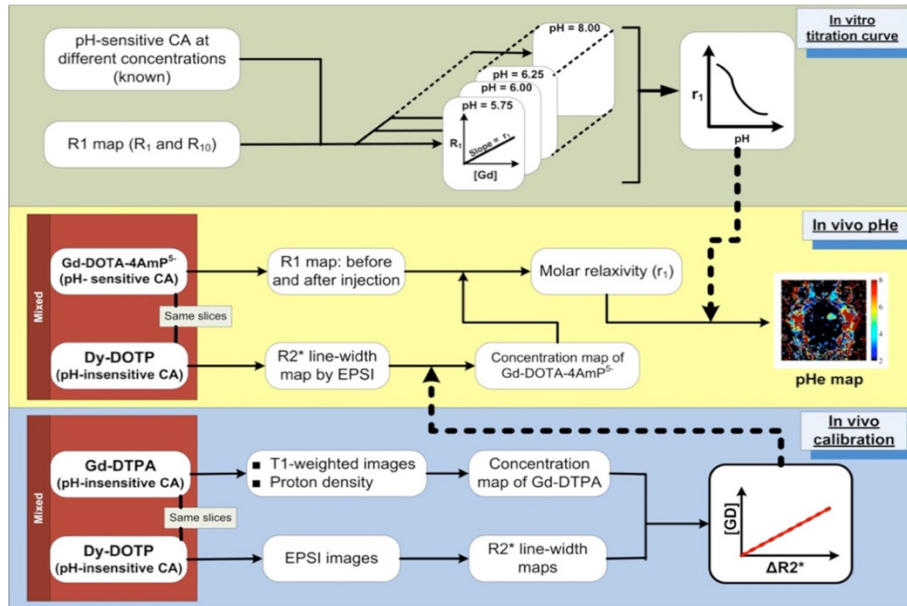 In vitro
titration curve
pH-sensitive CA at
different concentrations
(known)
R1 map (R₁ and R₁₀)
pH = 8.00
pH = 6.25
pH = 6.00
pH = 5.75
R₁
Slope = r₁
[Gd]
r₁
pH
In vivo pHe
Mixed
Gd-DOTA-4AmP⁵⁻
(pH- sensitive CA)
Same slices
Dy-DOTP
(pH-insensitive CA)
R1 map: before
and after injection
Molar relaxivity (r₁)
R2* line-width
map by EPSI
Concentration map of
Gd-DOTA-4AmP⁵⁻
8
6
4
2
pHe map
In vivo
calibration
Mixed
Gd-DTPA
(pH-insensitive CA)
Same slices
Dy-DOTP
(pH-insensitive CA)
■ T1-weighted images
■ Proton density
Concentration
map of Gd-DTPA
EPSI images
R2* line-width
maps
[GD]
ΔR2*